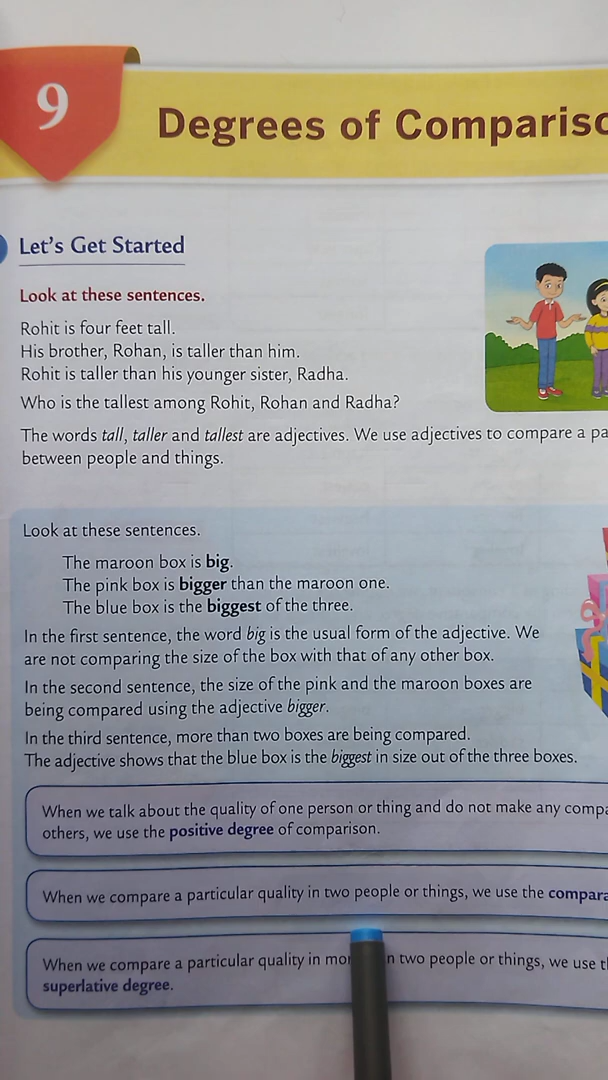 9
Degrees of
Let's Get Started
Look at these sentences.
Rohit is four feet tall.
His brother, Rohan, is taller than him.
Rohit is taller than his younger sister, Radha.
Who is the tallest among Rohit, Rohan and Radha?
The words tall, taller and tallest are adjectives. We use adjectives to compare a
between people and things.
Look at these sentences.
The maroon box is big.
The pink box is bigger than the maroon one.
The blue box is the biggest of the three.
In the first sentence, the word big is the usual form of the adjective. We
are not comparing the size of the box with that of any other box.
In the second sentence, the size of the pink and the maroon boxes are
being compared using the adjective bigger.
In the third sentence, more than two boxes are being compared.
The adjective shows that the blue box is the biggest in size out of the three boxes.
When we talk about the quality of one person or thing and do not make any
others, we use the positive degree of comparison.
When we compare a particular quality in two people or things, we use the
When we compare a particular quality in two people or things, we use
superlative degree.